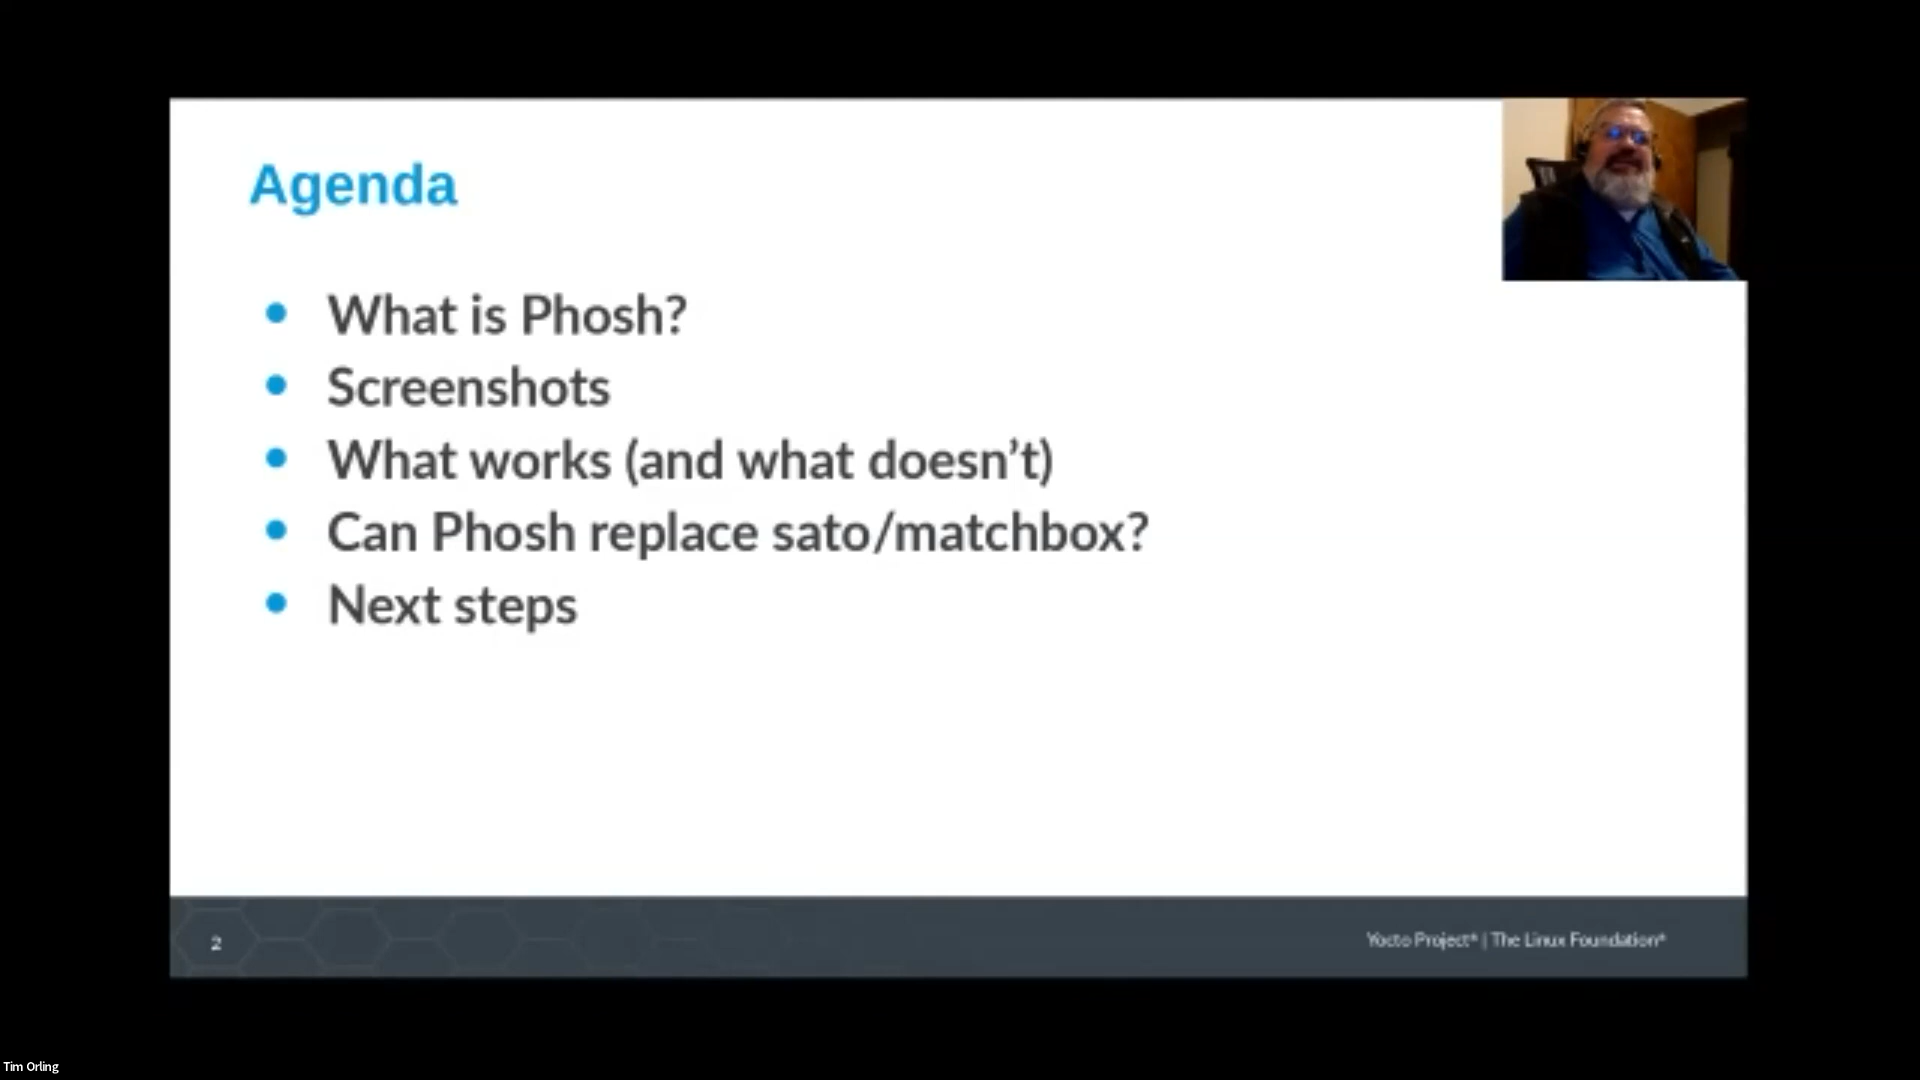 Agenda
What is Phosh?
Screenshots
What works (and what doesn’t)
Can Phosh replace sato/matchbox?
Next steps
2
Yocto Project® | The Linux Foundation®
Tim Orling